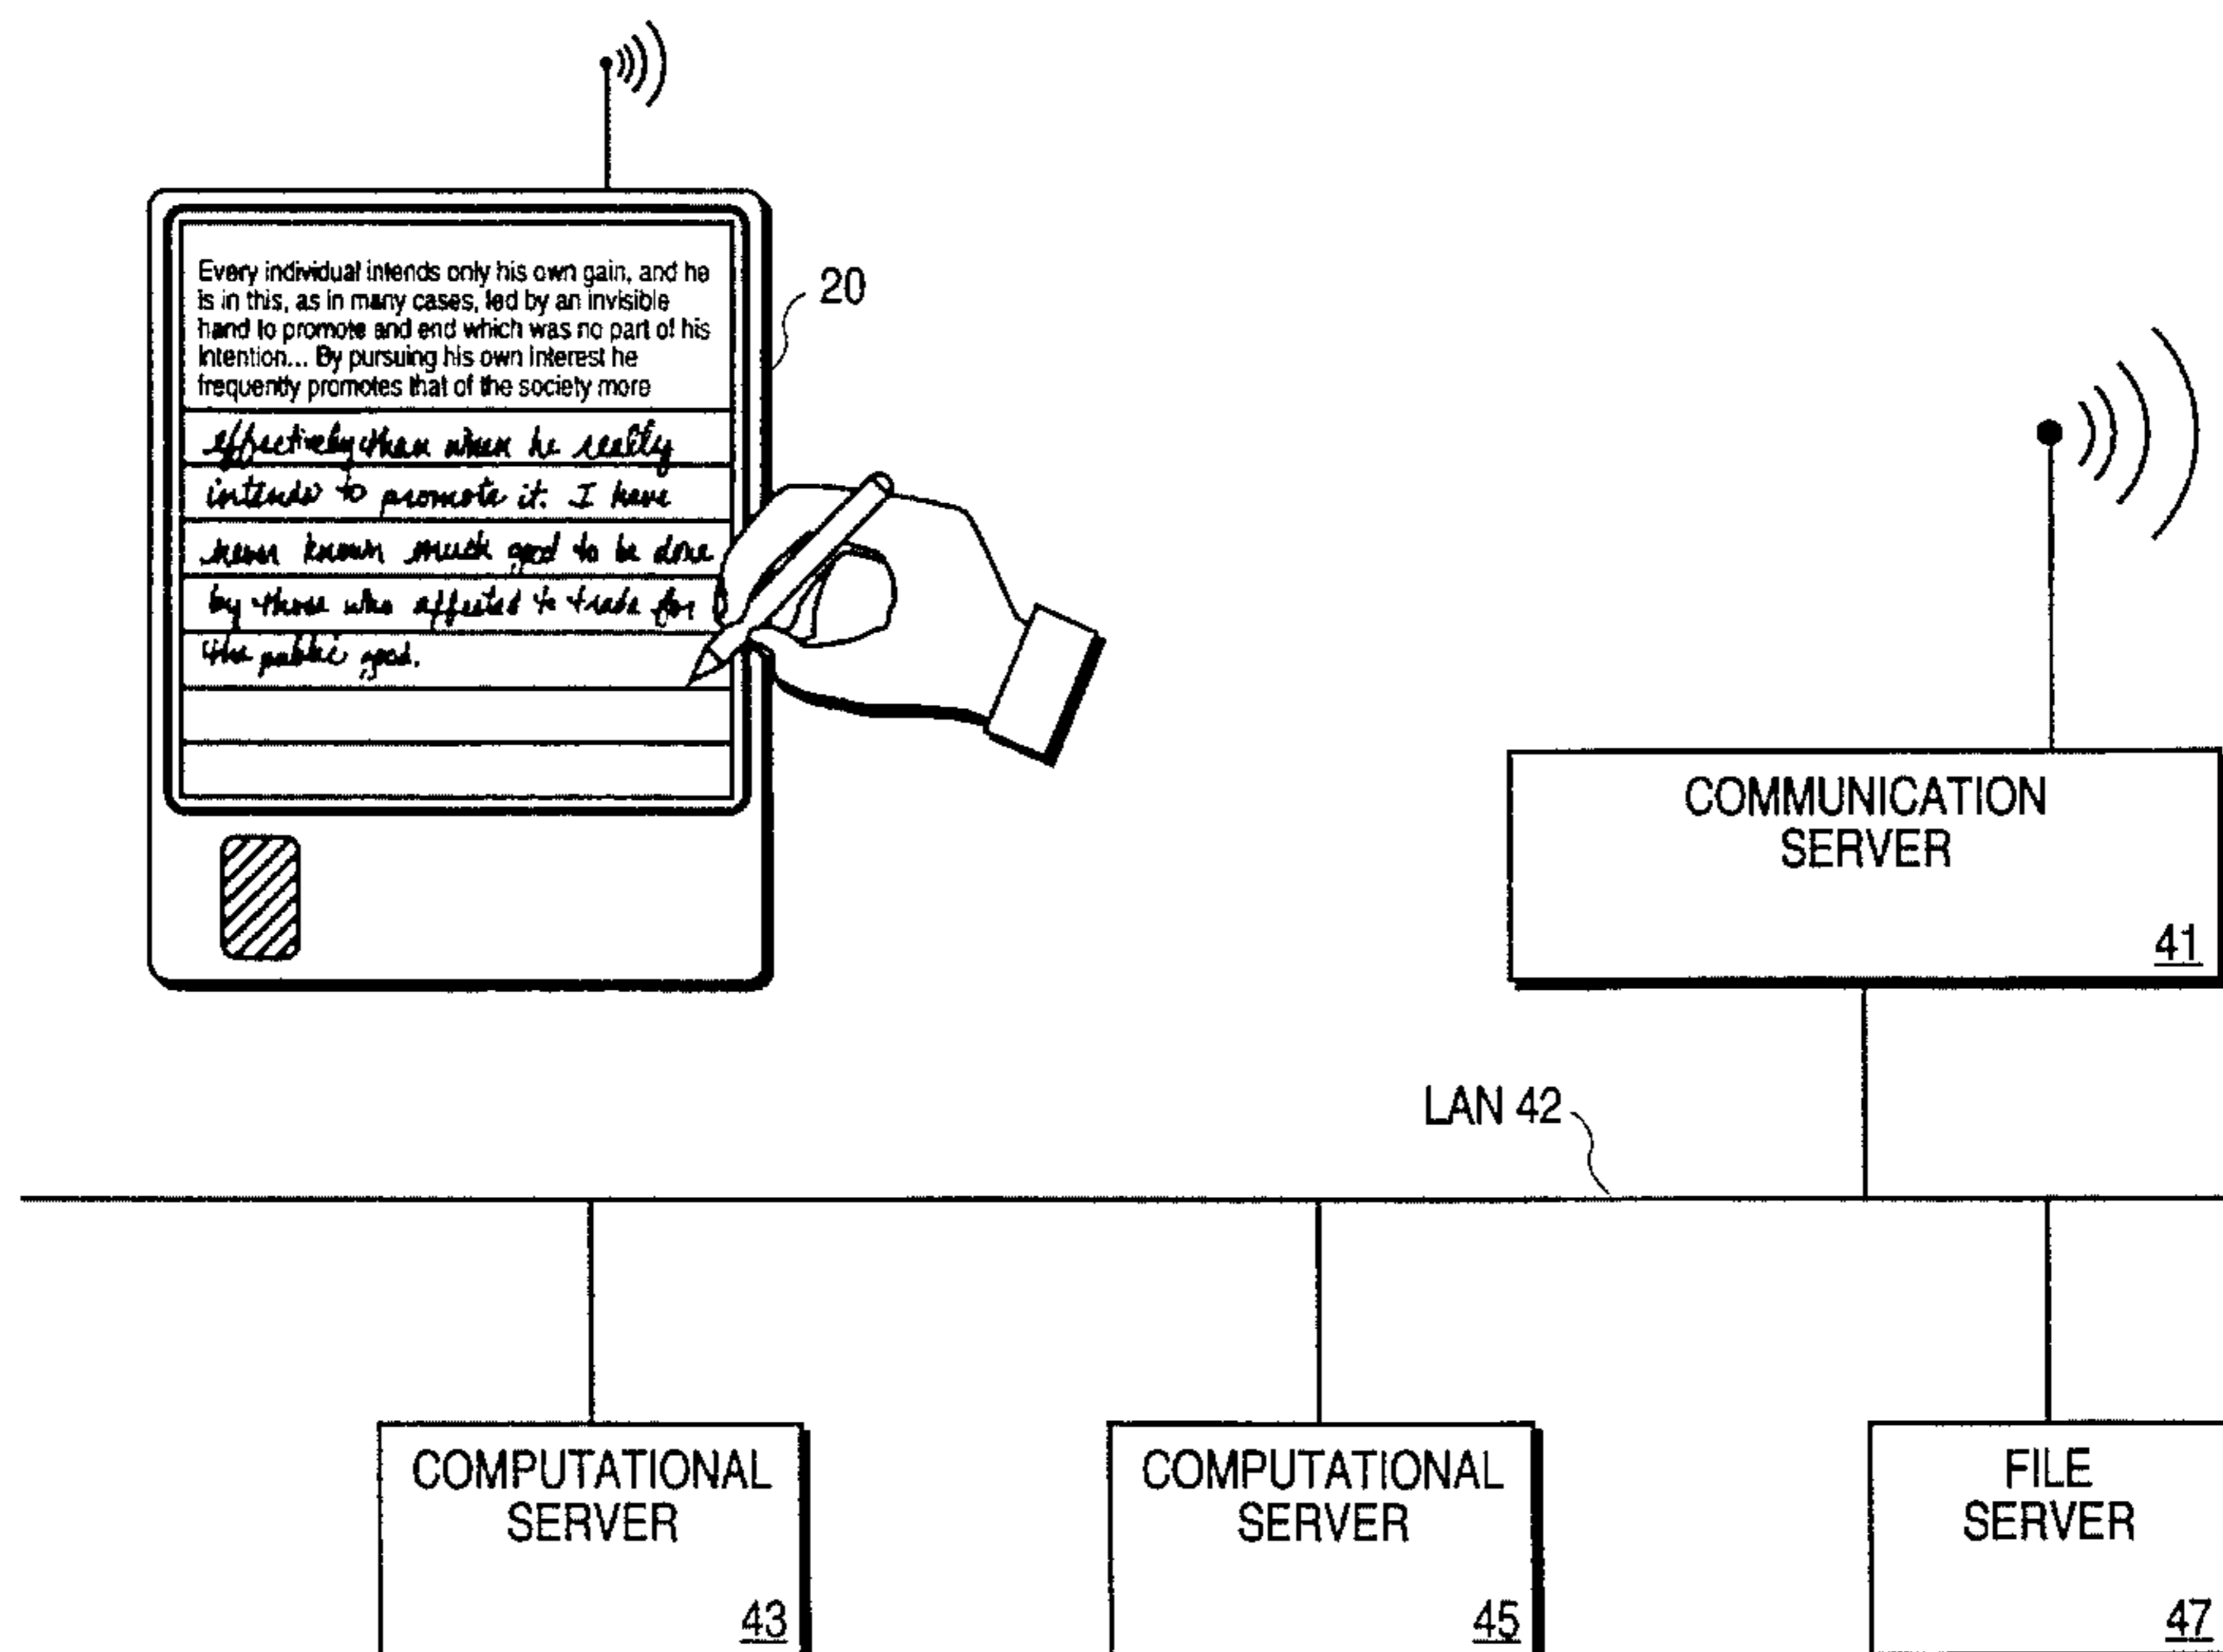 Every individual intends only his own gain, and he
is in this, as in many cases, led by an invisible
hand to promote and end which was no part of his
intention... By pursuing his own interest he
frequently promotes that of the society more
effectively than when he really
intends to promote it. I have
never known much good to be done
by those who affected to trade for
the public good.
20
COMMUNICATION
SERVER
41
LAN 42
COMPUTATIONAL
SERVER
43
COMPUTATIONAL
SERVER
45
FILE
SERVER
47